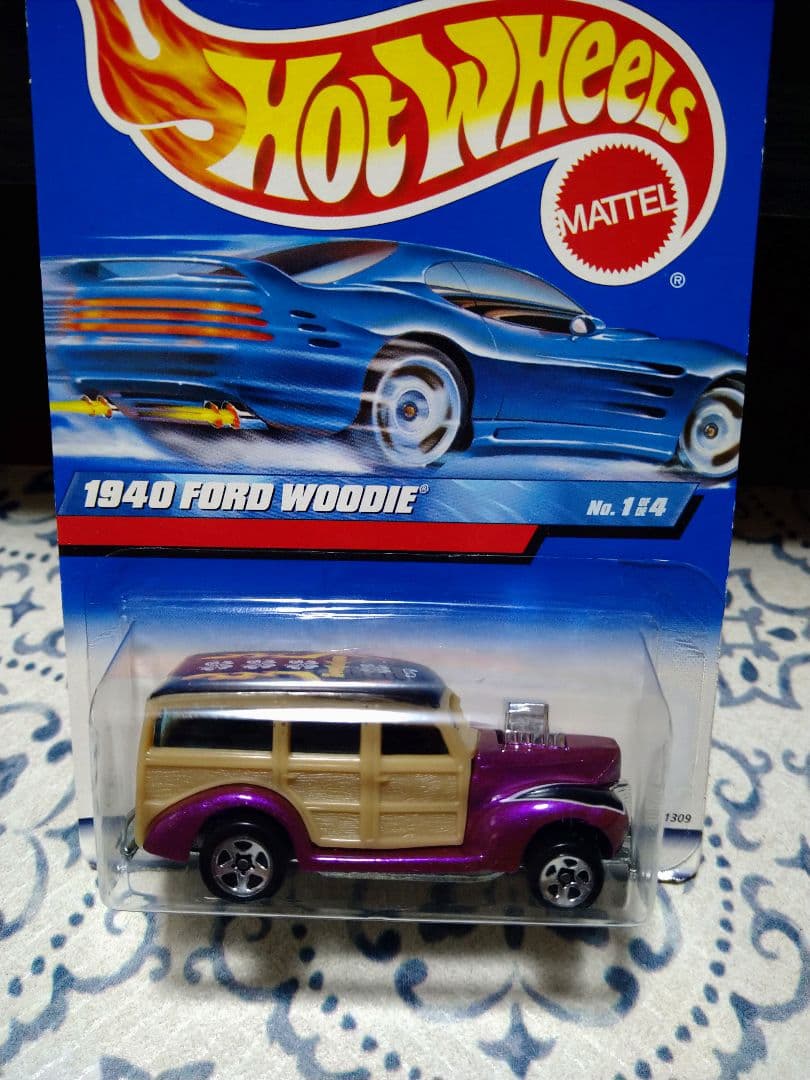 Hot Wheels
MATTEL
®
1940 FORD WOODIE®
No. 1 OF 4
1309